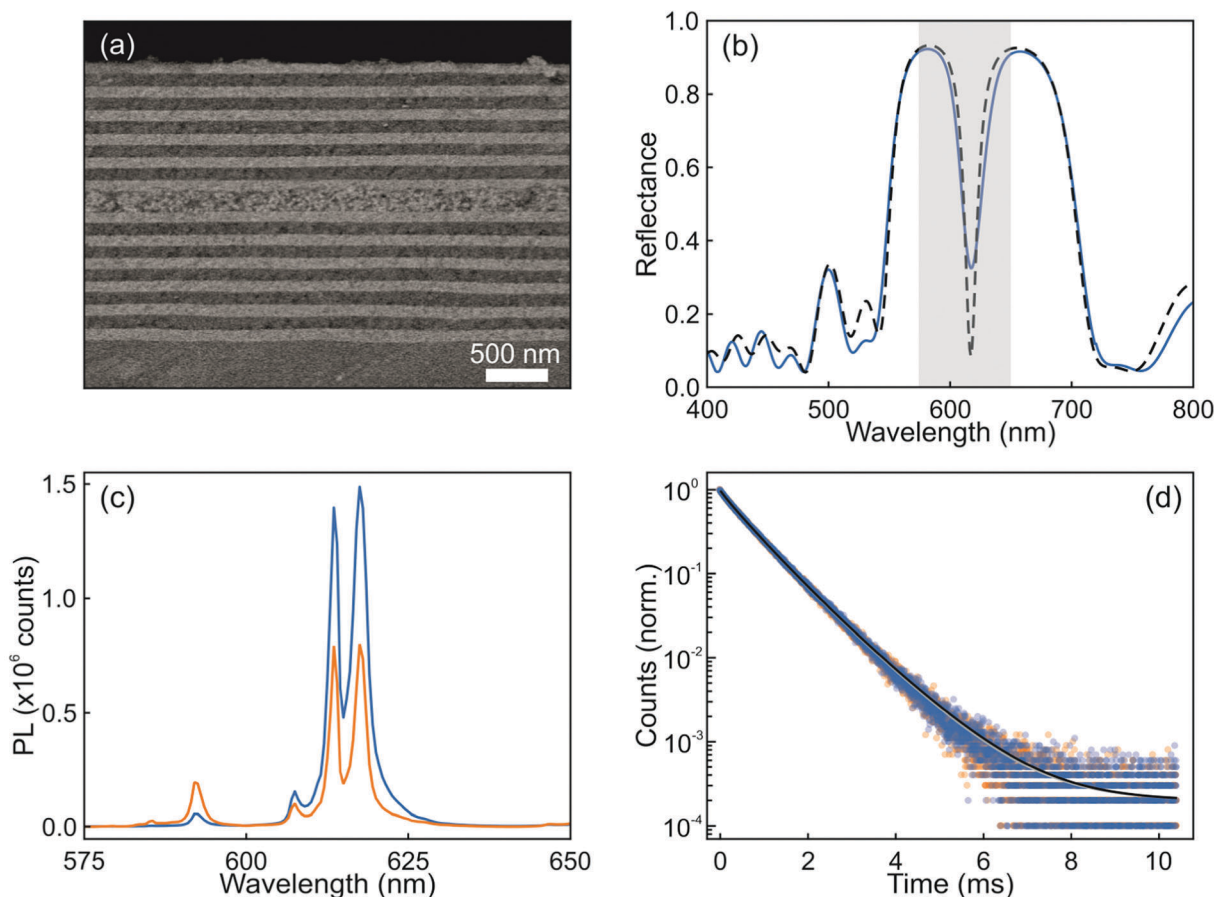 (a)
500 nm
(b)
1.0
0.8
0.6
0.4
0.2
0.0
Reflectance
400
500
600
700
800
Wavelength (nm)
(c)
1.5
1.0
0.5
0.0
PL (x10⁶ counts)
575
600
625
650
Wavelength (nm)
(d)
10⁰
10⁻¹
10⁻²
10⁻³
10⁻⁴
Counts (norm.)
0
2
4
6
8
10
Time (ms)